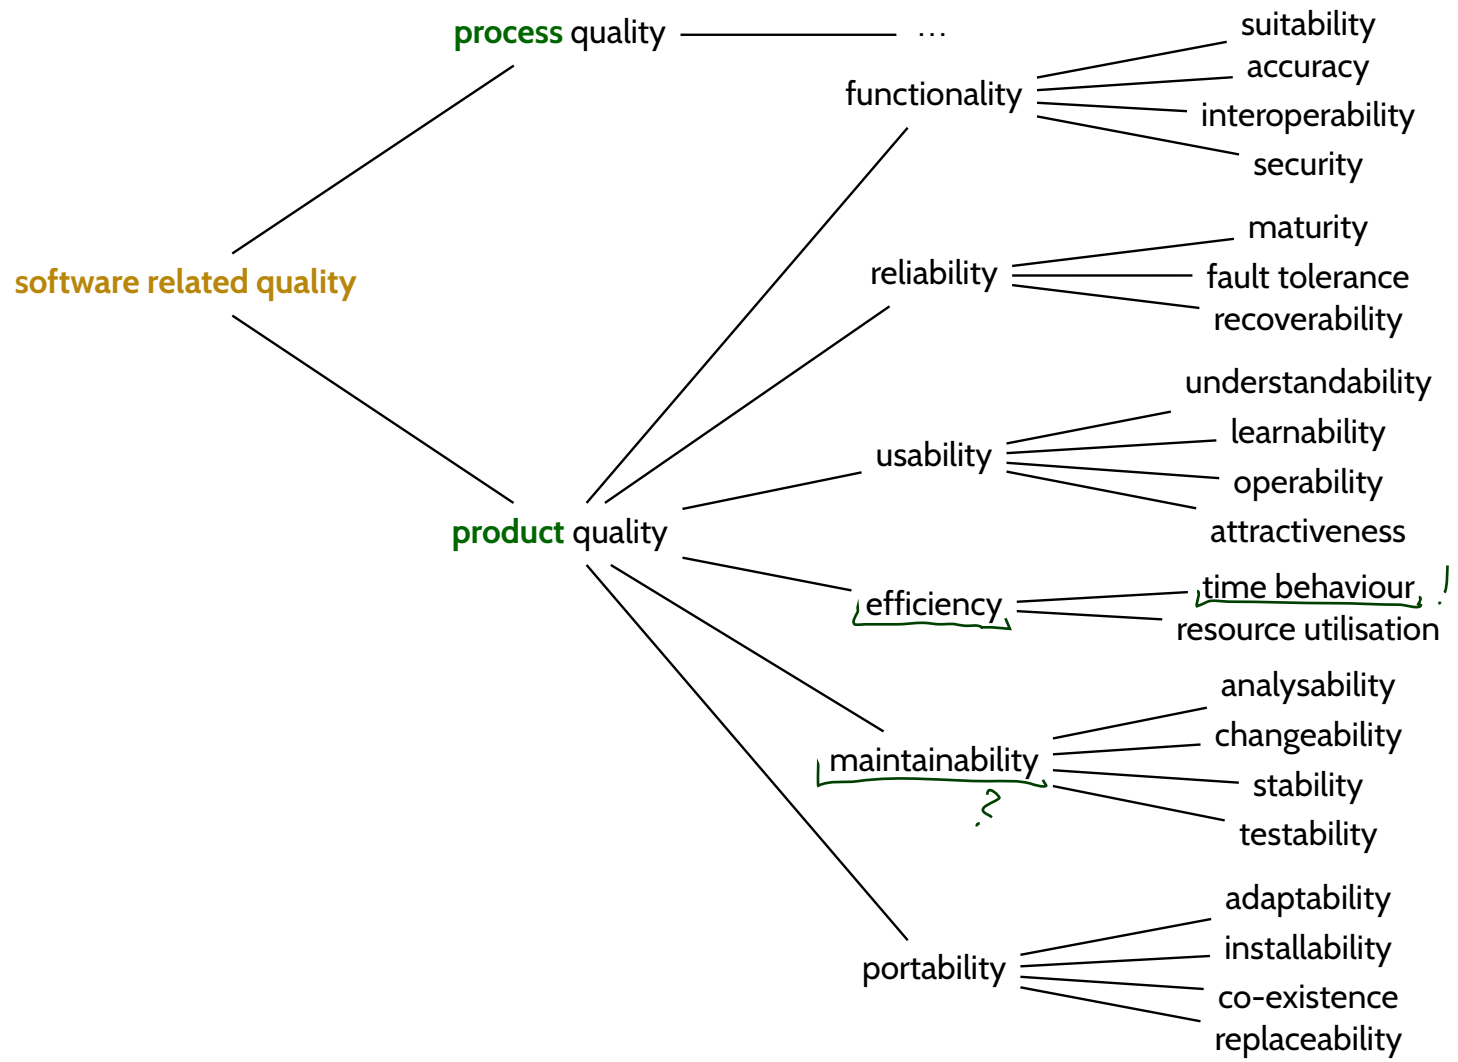 process quality
...
software related quality
product quality
functionality
suitability
accuracy
interoperability
security
reliability
maturity
fault tolerance
recoverability
usability
understandability
learnability
operability
attractiveness
efficiency
time behaviour !
resource utilisation
maintainability
?
analysability
changeability
stability
testability
portability
adaptability
installability
co-existence
replaceability